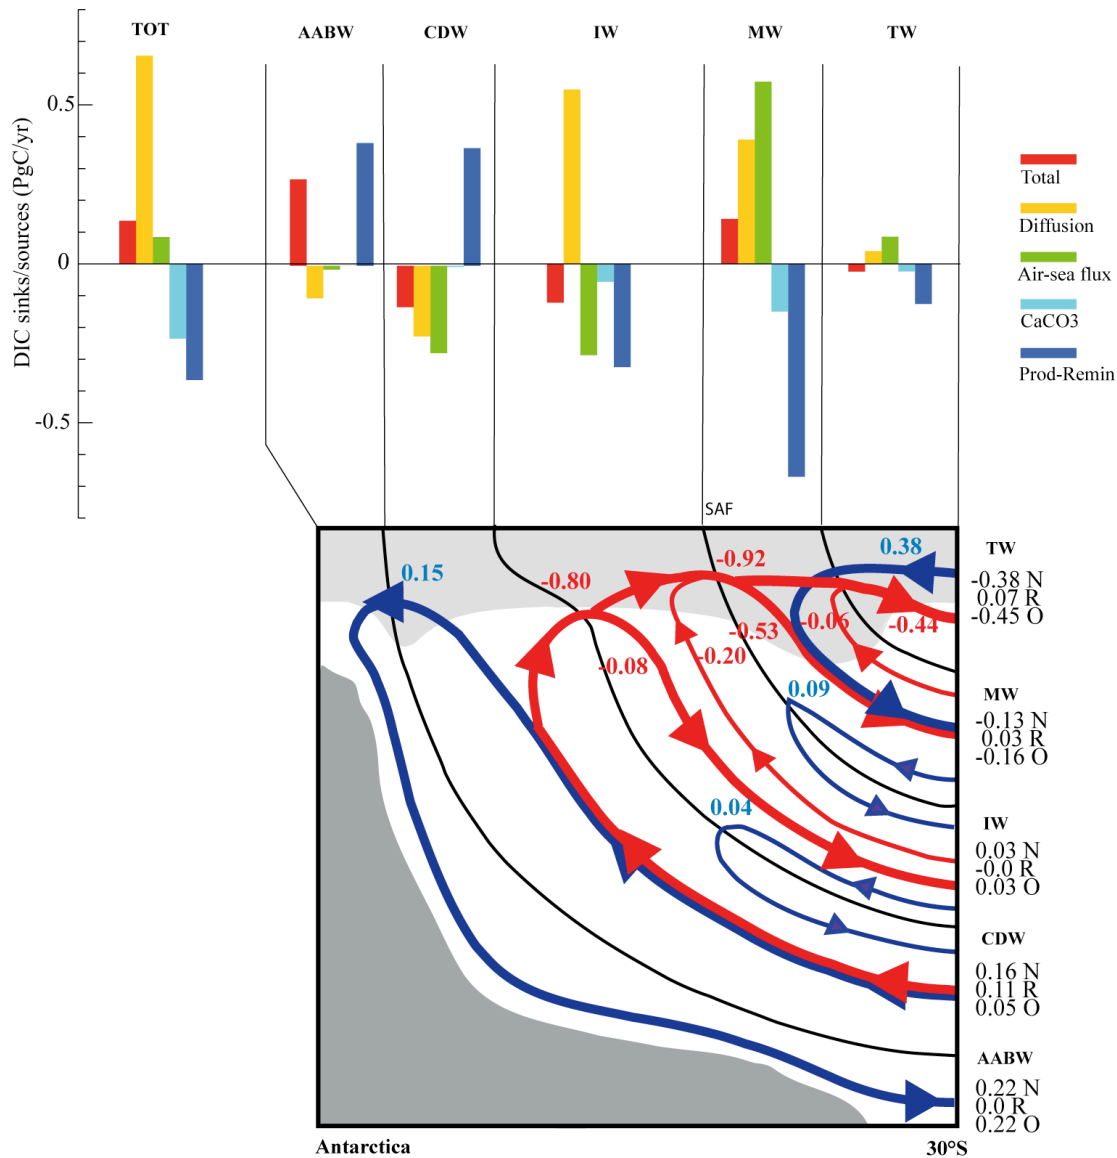 TOT AABW CDW IW MW TW
DIC sinks/sources (PgC/yr)
0.5
0
-0.5
Total
Diffusion
Air-sea flux
CaCO3
Prod-Remin
SAF
0.15
-0.80
-0.92
0.38
-0.06
-0.44
-0.53
-0.20
-0.08
0.09
0.04
TW
-0.38 N
0.07 R
-0.45 O
MW
-0.13 N
0.03 R
-0.16 O
IW
0.03 N
-0.0 R
0.03 O
CDW
0.16 N
0.11 R
0.05 O
AABW
0.22 N
0.0 R
0.22 O
Antarctica
30°S